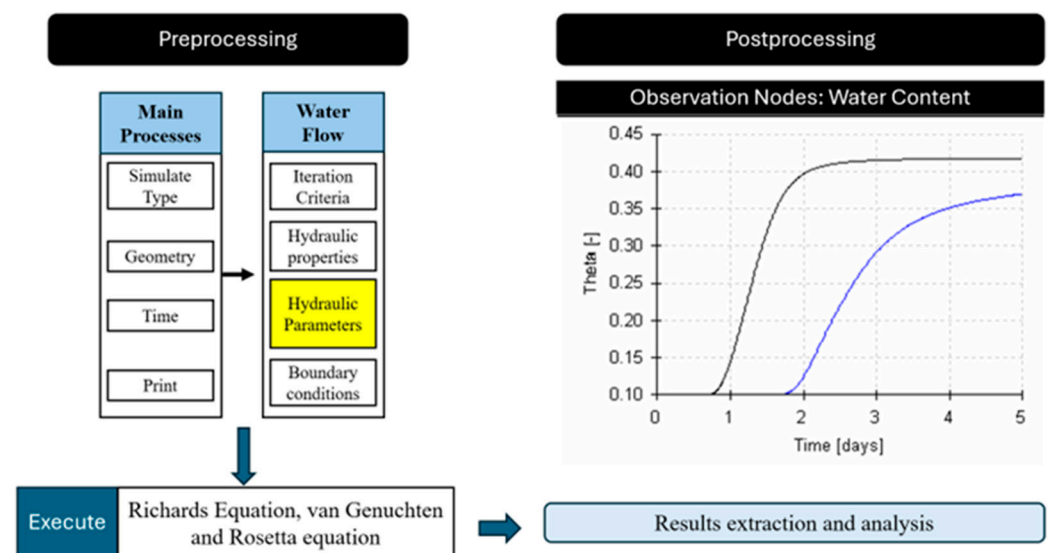 Preprocessing
Main
Processes
Simulate
Type
Geometry
Time
Print
Water
Flow
Iteration
Criteria
Hydraulic
properties
Hydraulic
Parameters
Boundary
conditions
Execute
Richards Equation, van Genuchten
and Rosetta equation
Postprocessing
Observation Nodes: Water Content
Theta [-]
0.45
0.40
0.35
0.30
0.25
0.20
0.15
0.10
0 1 2 3 4 5
Time [days]
Results extraction and analysis